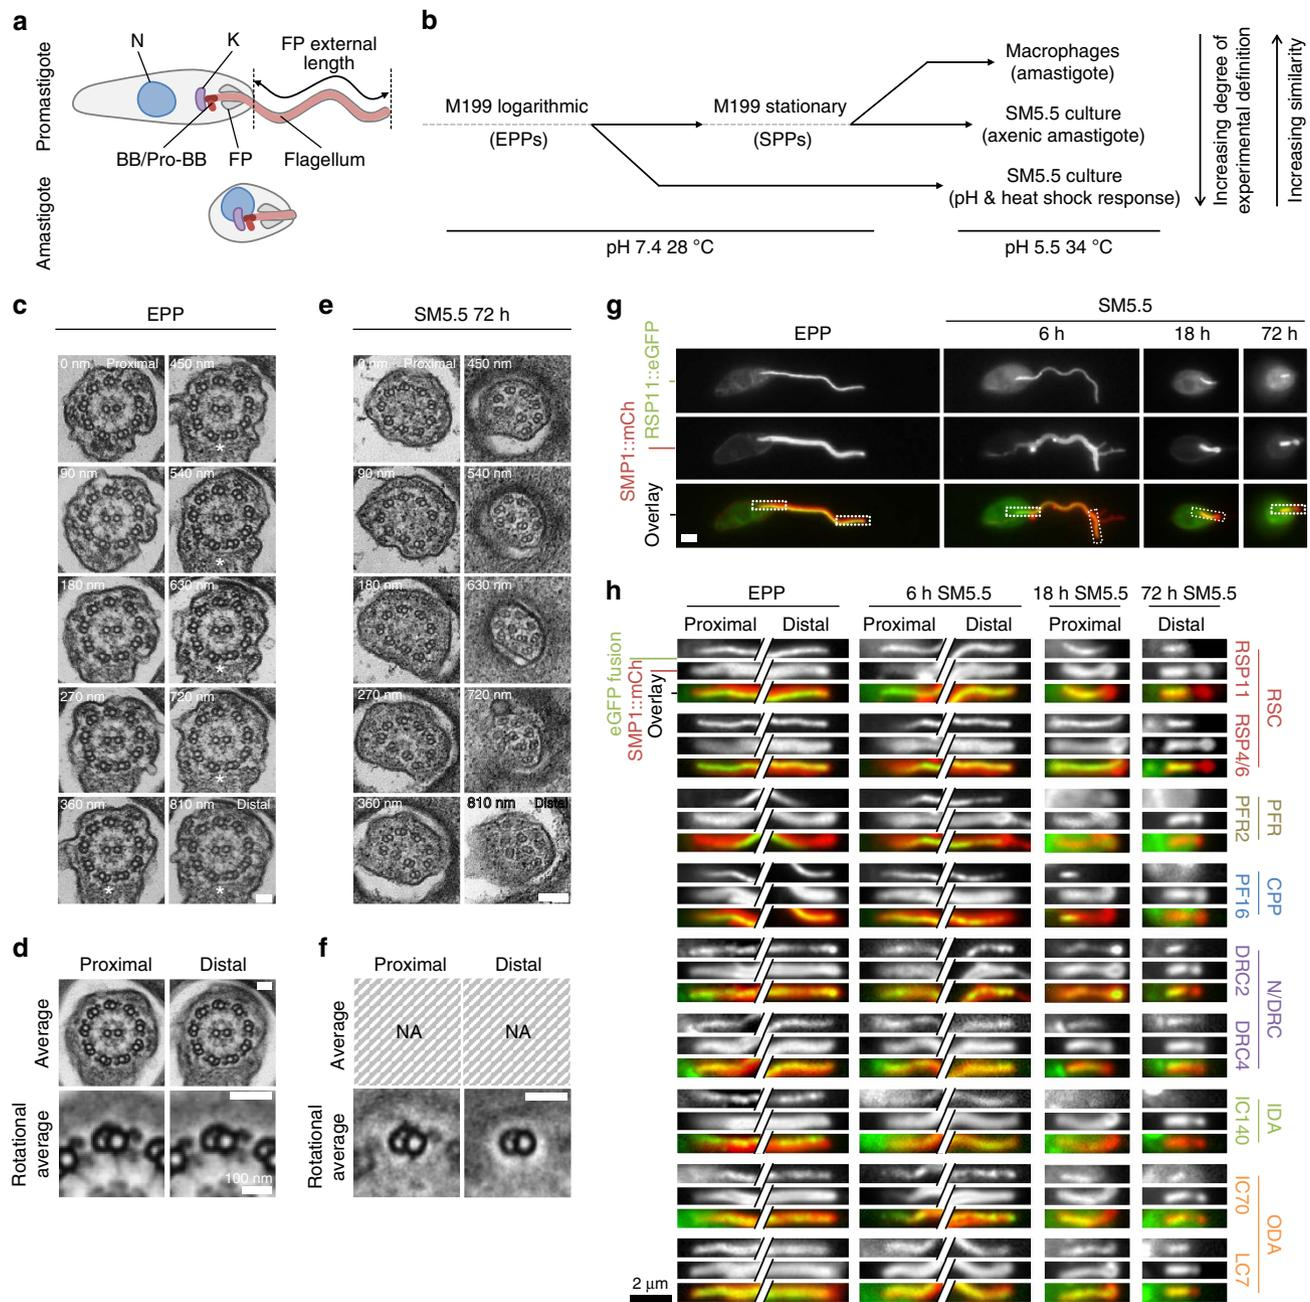 a
Promastigote
N
K
FP external
length
BB/Pro-BB
FP
Flagellum
Amastigote
b
M199 logarithmic
(EPPs)
M199 stationary
(SPPs)
Macrophages
(amastigote)
SM5.5 culture
(axenic amastigote)
SM5.5 culture
(pH & heat shock response)
pH 7.4 28 °C
pH 5.5 34 °C
Increasing degree of
experimental definition
Increasing similarity
c
EPP
0 nm Proximal
450 nm
*
90 nm
540 nm
*
180 nm
630 nm
*
270 nm
720 nm
*
360 nm
*
810 nm Distal
*
d
Proximal
Distal
Average
Rotational
average
100 nm
e
SM5.5 72 h
0 nm Proximal
450 nm
90 nm
540 nm
180 nm
630 nm
270 nm
720 nm
360 nm
810 nm Distal
f
Proximal
Distal
Average
NA
NA
Rotational
average
g
SM5.5
EPP
6 h
18 h
72 h
RSP11::eGFP
SMP1::mCh
Overlay
h
EPP
6 h SM5.5
18 h SM5.5
72 h SM5.5
Proximal
Distal
Proximal
Distal
Proximal
Distal
eGFP fusion
SMP1::mCh
Overlay
RSP11
RSP4/6
RSC
PFR2
PFR
PF16
CPP
DRC2
DRC4
N/DRC
IC140
IDA
IC70
LC7
ODA
2 μm